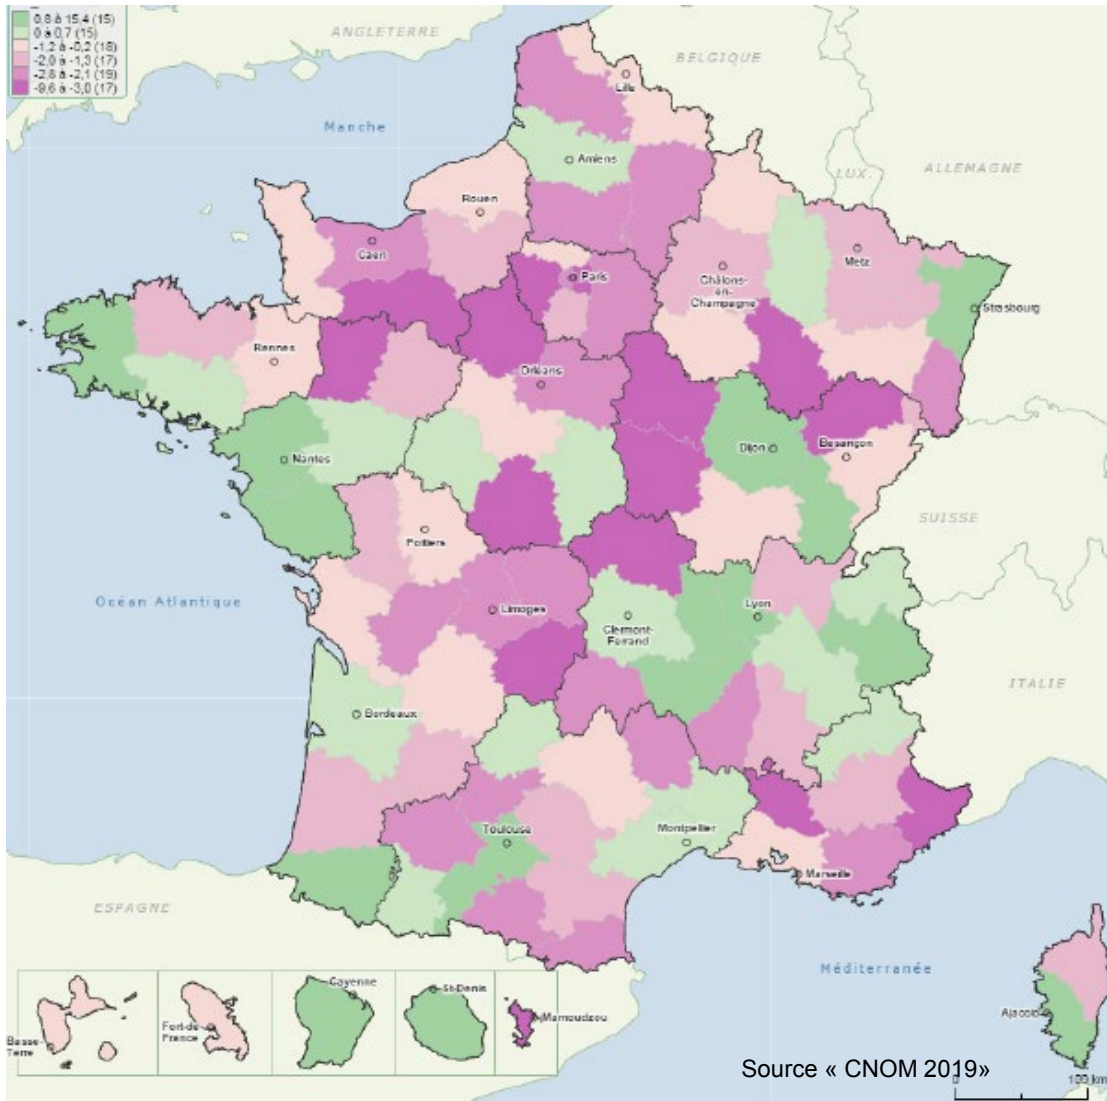 0,8 à 15,4 (15)
0 à 0,7 (15)
-1,2 à -0,2 (18)
-2,0 à -1,3 (17)
-2,8 à -2,1 (19)
-9,6 à -3,0 (17)
ANGLETERRE
BELGIQUE
Lille
Manche
Amiens
LUX.
ALLEMAGNE
Rouen
Caen
Metz
Paris
Châlons-
en-
Champagne
Strasbourg
Rennes
Orléans
Dijon
Besançon
Nantes
SUISSE
Poitiers
Océan Atlantique
Limoges
Lyon
Clermont-
Ferrand
ITALIE
Bordeaux
Toulouse
Montpellier
Marseille
ESPAGNE
Méditerranée
Cayenne
St-Denis
Ajaccio
Mamoudzou
Fort-de-
France
Basse-
Terre
Source « CNOM 2019»
0 100 km